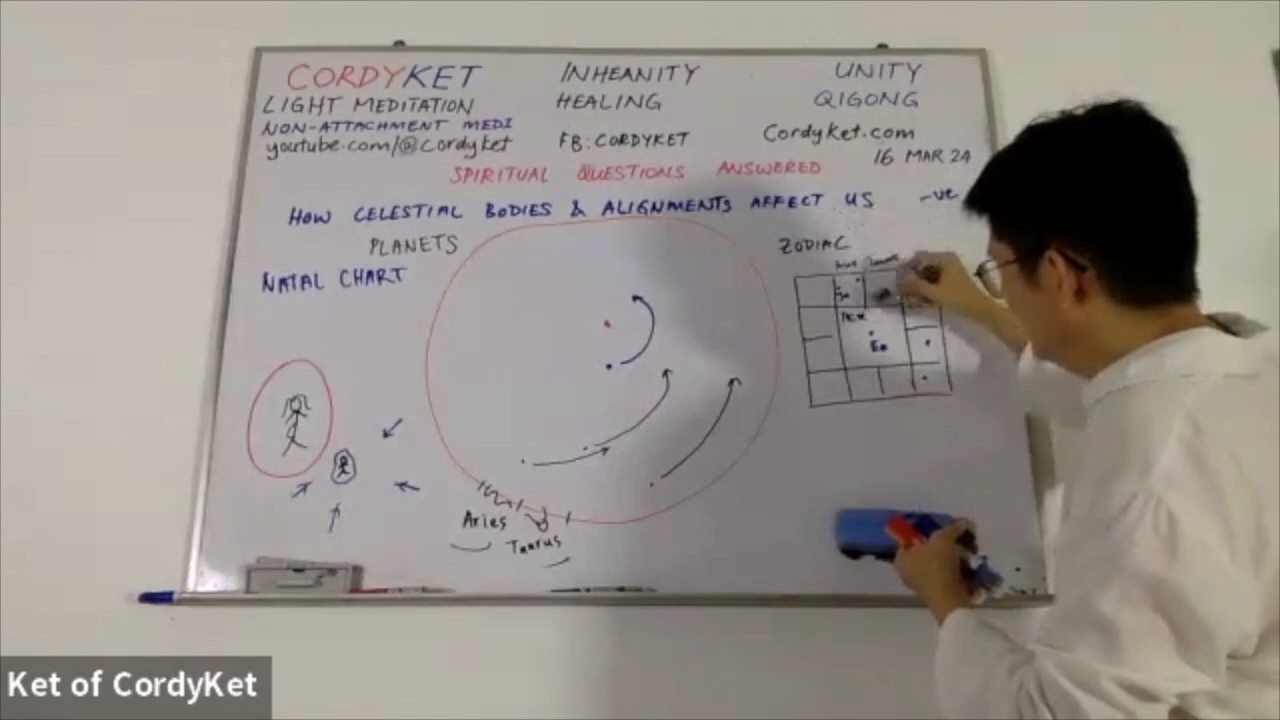 CORDYKET INHEANITY UNITY
LIGHT MEDITATION HEALING QIGONG
NON-ATTACHMENT MEDI
youtube.com/@cordyket FB: CORDYKET CordyKet.com
16 MAR 24
SPIRITUAL QUESTIONS ANSWERED
HOW CELESTIAL BODIES & ALIGNMENTS AFFECT US -ve
PLANETS
ZODIAC
NATAL CHART
Aries
Taurus
Ket of CordyKet